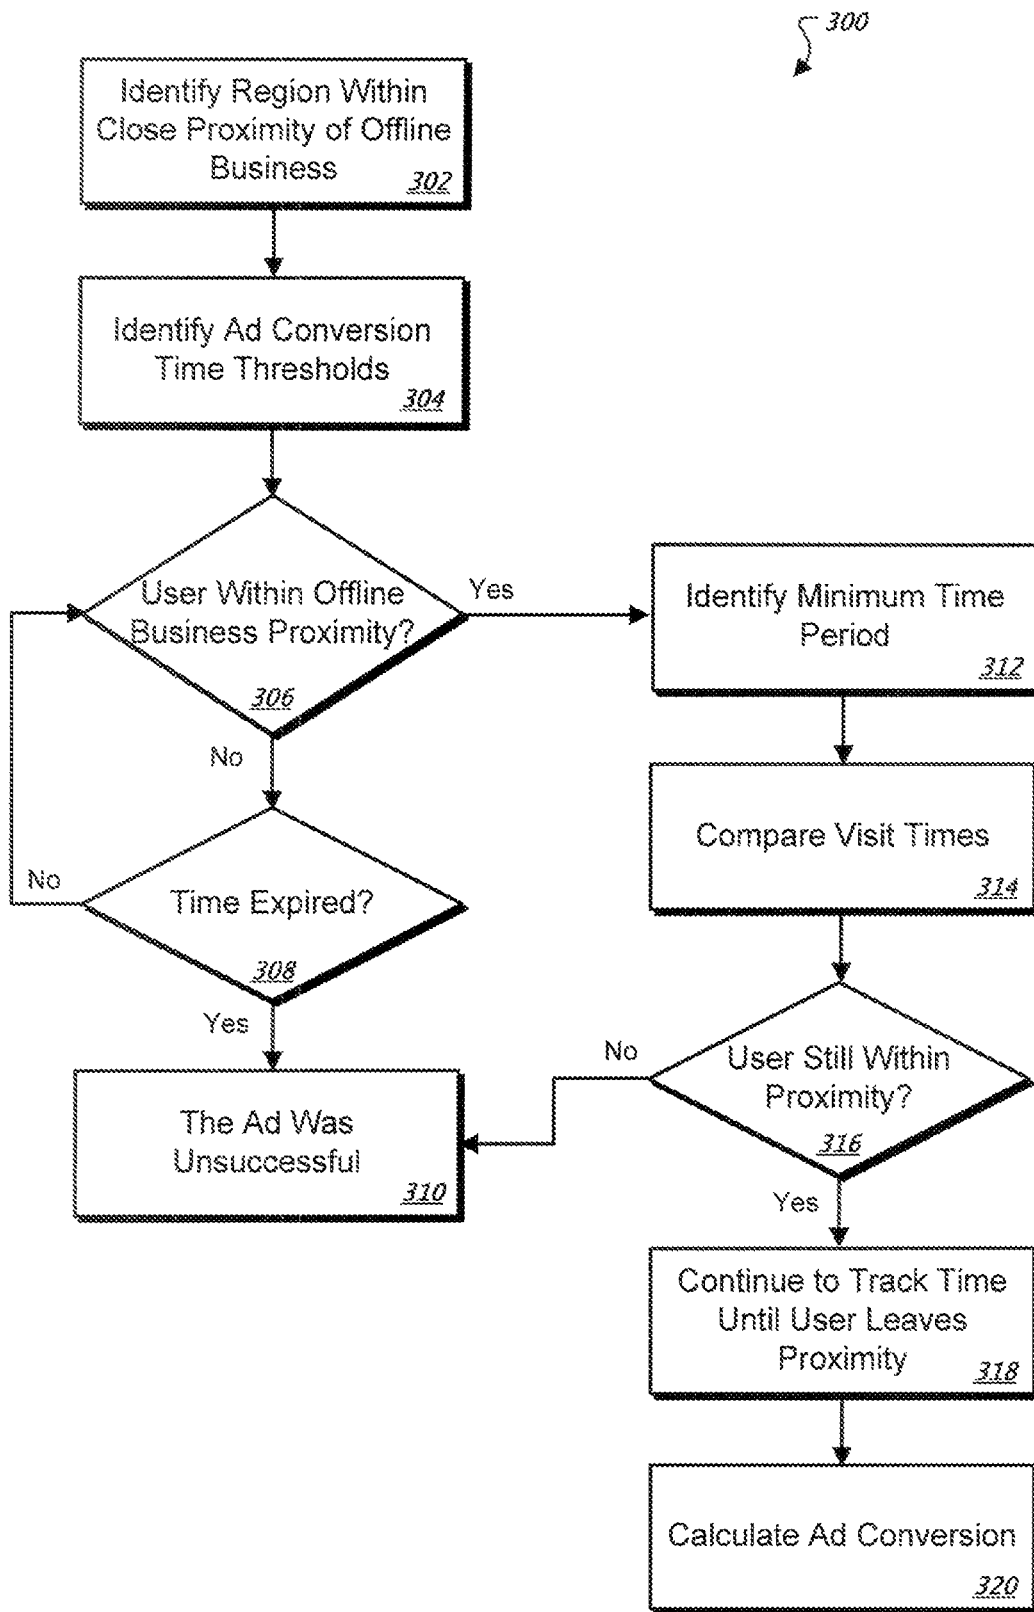 300
Identify Region Within
Close Proximity of Offline
Business
302
Identify Ad Conversion
Time Thresholds
304
User Within Offline
Business Proximity?
306
Yes
No
Time Expired?
308
No
Yes
The Ad Was
Unsuccessful
310
Identify Minimum Time
Period
312
Compare Visit Times
314
User Still Within
Proximity?
316
No
Yes
Continue to Track Time
Until User Leaves
Proximity
318
Calculate Ad Conversion
320